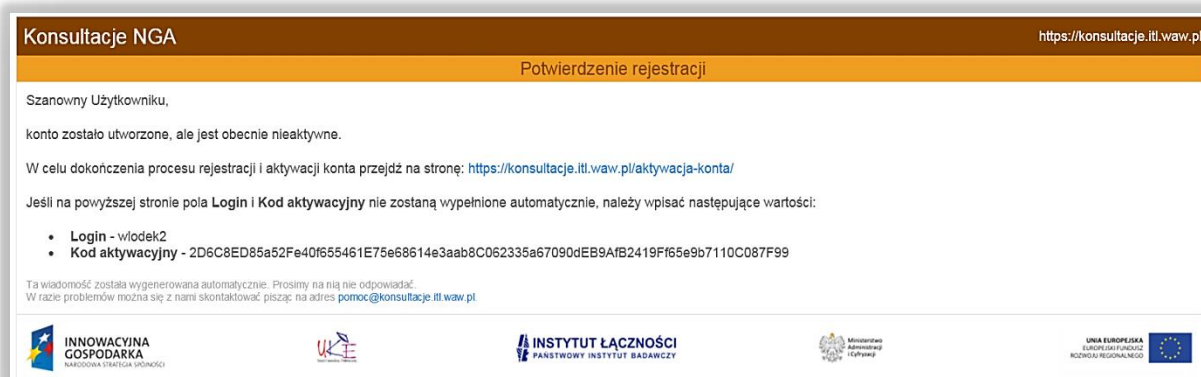 Konsultacje NGA
https://konsultacje.itl.waw.pl
Potwierdzenie rejestracji
Szanowny Użytkowniku,
konto zostało utworzone, ale jest obecnie nieaktywne.
W celu dokończenia procesu rejestracji i aktywacji konta przejdź na stronę: https://konsultacje.itl.waw.pl/aktywacja-konta/
Jeśli na powyższej stronie pola Login i Kod aktywacyjny nie zostaną wypełnione automatycznie, należy wpisać następujące wartości:
• Login - wlodek2
• Kod aktywacyjny - 2D6C8ED85a52Fe40f655461E75e68614e3aab8C062335a67090dEB9AfB2419Ff65e9b7110C087F99
Ta wiadomość została wygenerowana automatycznie. Prosimy na nią nie odpowiadać.
W razie problemów można się z nami skontaktować pisząc na adres pomoc@konsultacje.itl.waw.pl.
INNOWACYJNA
GOSPODARKA
NARODOWA STRATEGIA SPÓJNOŚCI
UKE
INSTYTUT ŁĄCZNOŚCI
PAŃSTWOWY INSTYTUT BADAWCZY
Ministerstwo
Administracji
i Cyfryzacji
UNIA EUROPEJSKA
EUROPEJSKI FUNDUSZ
ROZWOJU REGIONALNEGO